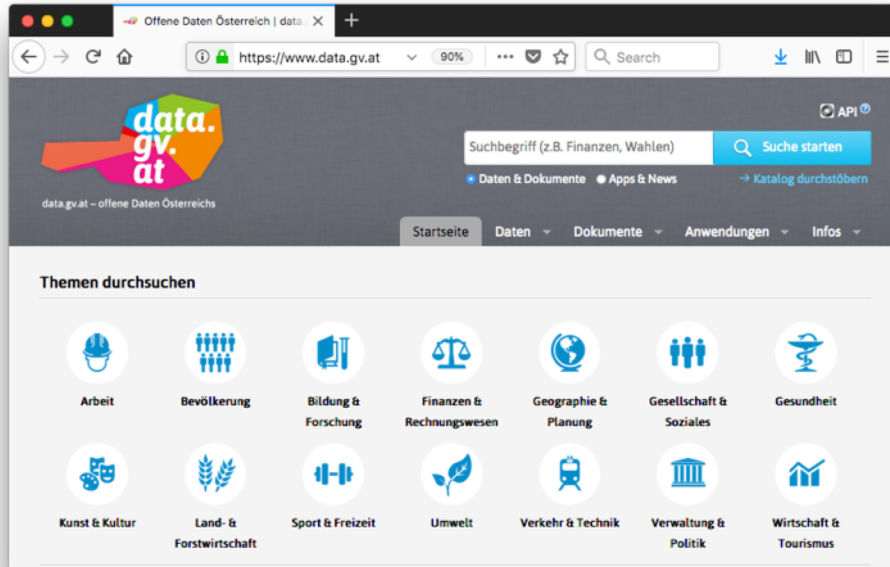 Offene Daten Österreich | data
https://www.data.gv.at
90%
Search
data.
gv.
at
data.gv.at – offene Daten Österreichs
API
Suchbegriff (z.B. Finanzen, Wahlen)
Suche starten
Daten & Dokumente Apps & News
→ Katalog durchstöbern
Startseite Daten Dokumente Anwendungen Infos
Themen durchsuchen
Arbeit
Bevölkerung
Bildung &
Forschung
Finanzen &
Rechnungswesen
Geographie &
Planung
Gesellschaft &
Soziales
Gesundheit
Kunst & Kultur
Land- &
Forstwirtschaft
Sport & Freizeit
Umwelt
Verkehr & Technik
Verwaltung &
Politik
Wirtschaft &
Tourismus